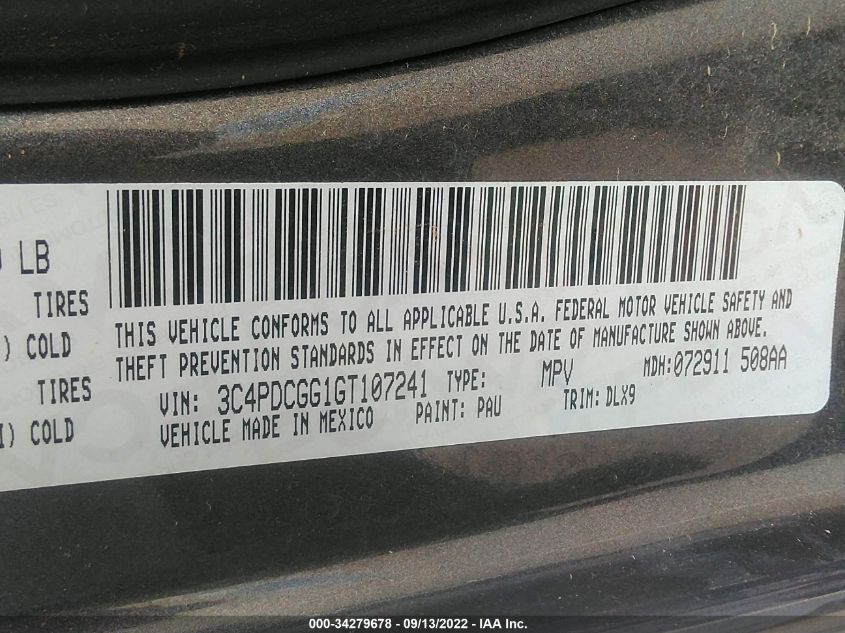 LB
TIRES
) COLD
TIRES
) COLD
THIS VEHICLE CONFORMS TO ALL APPLICABLE U.S.A. FEDERAL MOTOR VEHICLE SAFETY AND
THEFT PREVENTION STANDARDS IN EFFECT ON THE DATE OF MANUFACTURE SHOWN ABOVE.
VIN: 3C4PDCGG1GT107241 TYPE: MPV MDH:072911 508AA
VEHICLE MADE IN MEXICO PAINT: PAU TRIM: DLX9
000-34279678 - 09/13/2022 - IAA Inc.